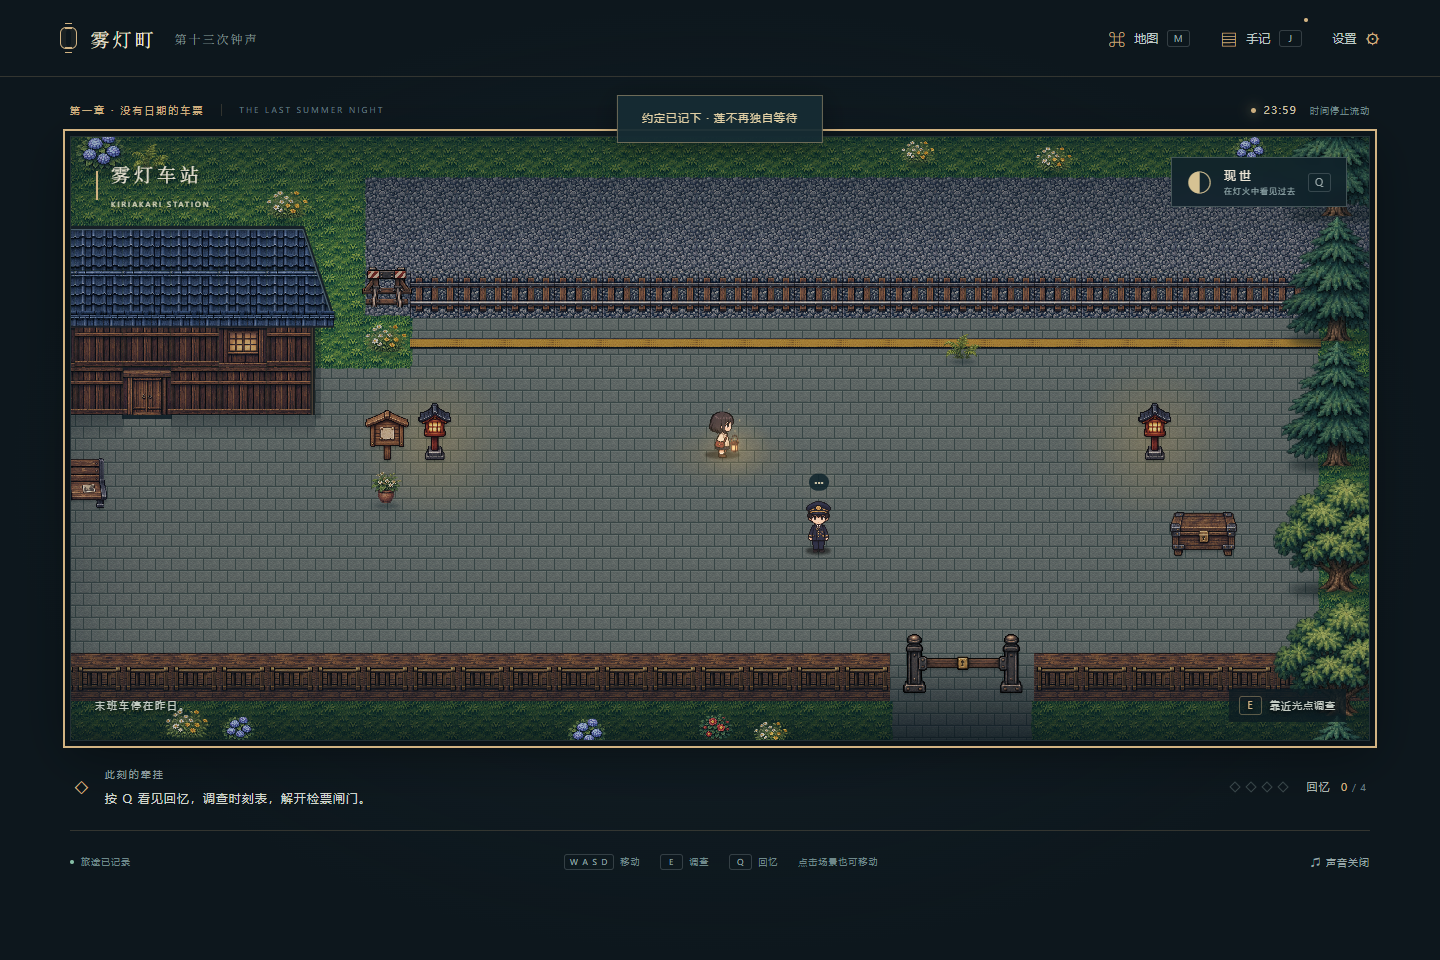 雾灯町 第十三次钟声
地图 M
手记 J
设置
第一章 · 没有日期的车票
THE LAST SUMMER NIGHT
约定已记下 · 莲不再独自等待
23:59 时间停止流动
雾灯车站
KIRIAKARI STATION
现世
在灯火中看见过去
Q
...
末班车停在昨日。
E 靠近光点调查
此刻的牵挂
按 Q 看见回忆，调查时刻表，解开检票闸门。
回忆 0 / 4
旅途已记录
WASD 移动
E 调查
Q 回忆
点击场景也可移动
声音关闭